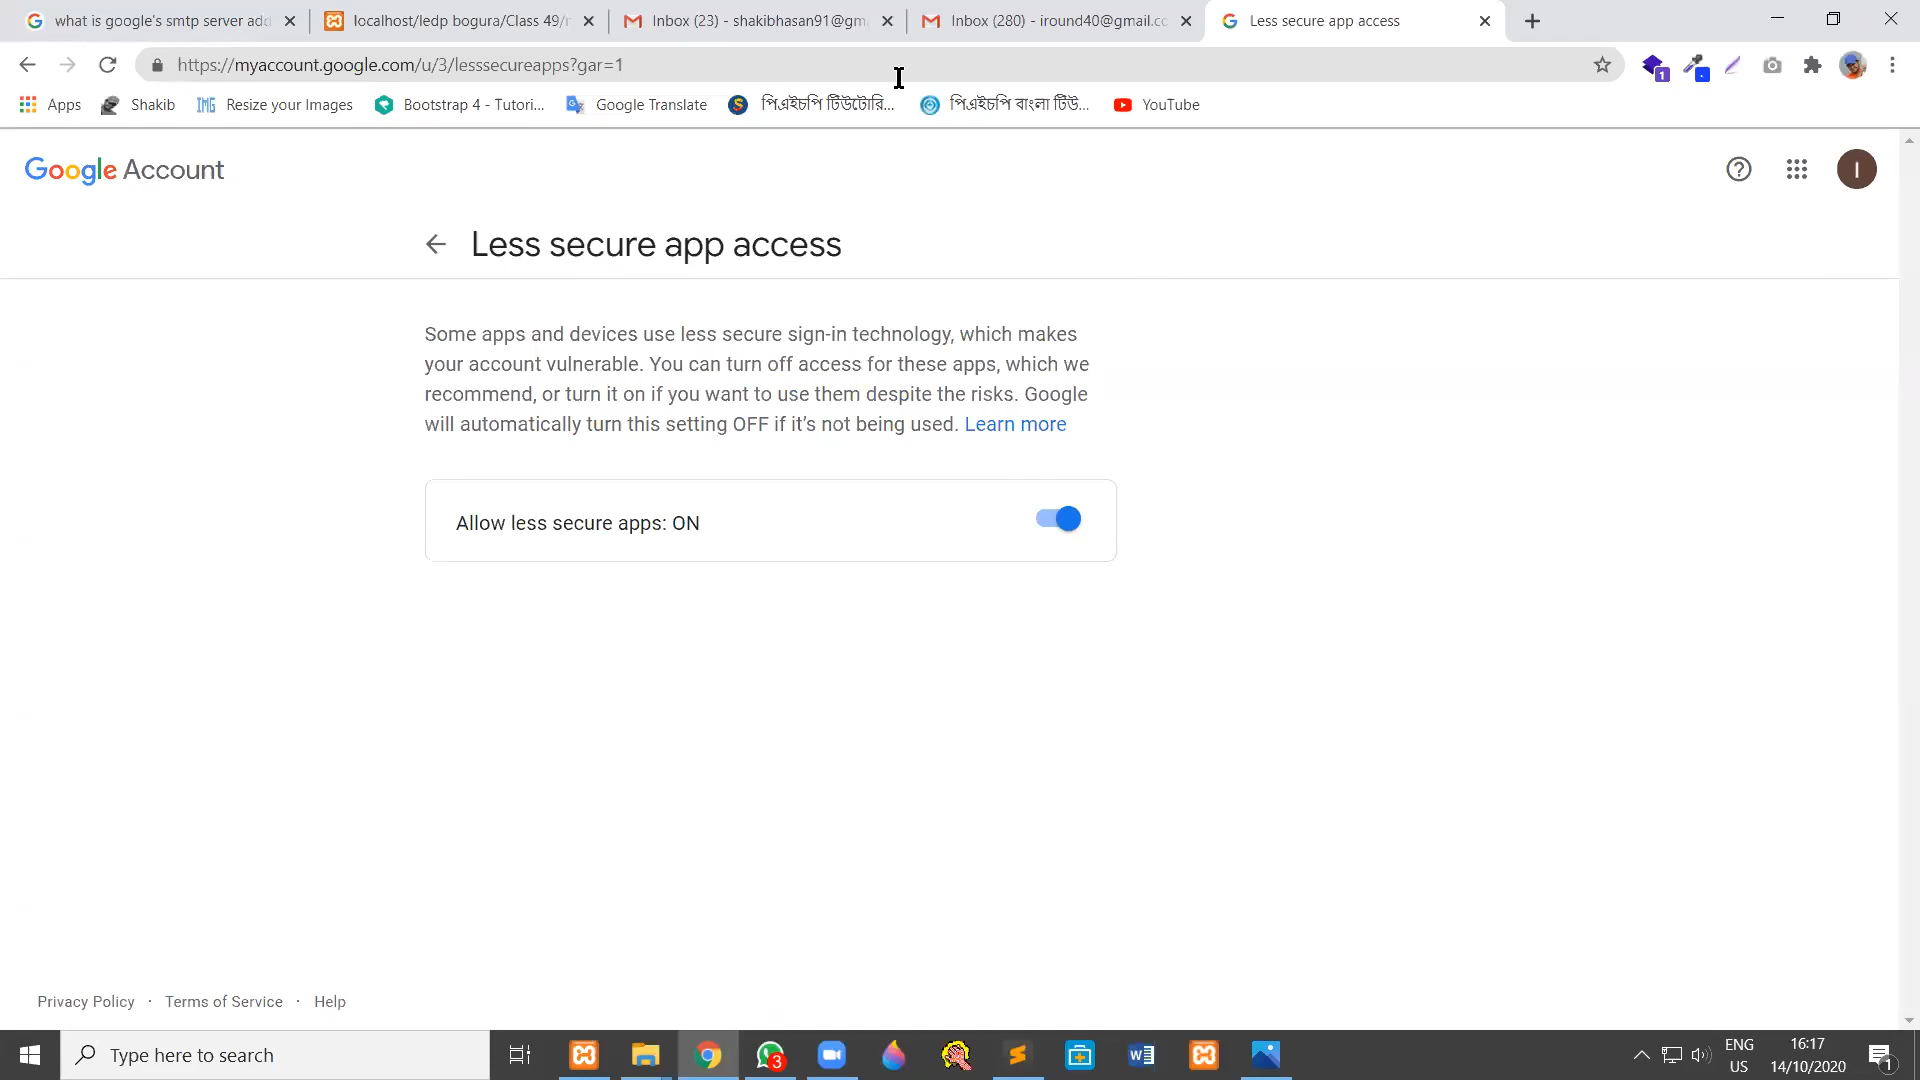 what is google's smtp server add
localhost/ledp bogura/Class 49/
Inbox (23) - shakibhasan91@gm
Inbox (280) - iround40@gmail.cc
Less secure app access
https://myaccount.google.com/u/3/lesssecureapps?gar=1
1
Apps
Shakib
IMG
Resize your Images
Bootstrap 4 - Tutori...
Google Translate
পিএইচপি টিউটোরি...
পিএইচপি বাংলা টিউ...
YouTube
Google Account
I
Less secure app access
Some apps and devices use less secure sign-in technology, which makes
your account vulnerable. You can turn off access for these apps, which we
recommend, or turn it on if you want to use them despite the risks. Google
will automatically turn this setting OFF if it's not being used. Learn more
Allow less secure apps: ON
Privacy Policy · Terms of Service · Help
Type here to search
3
ENG
US
16:17
14/10/2020
1